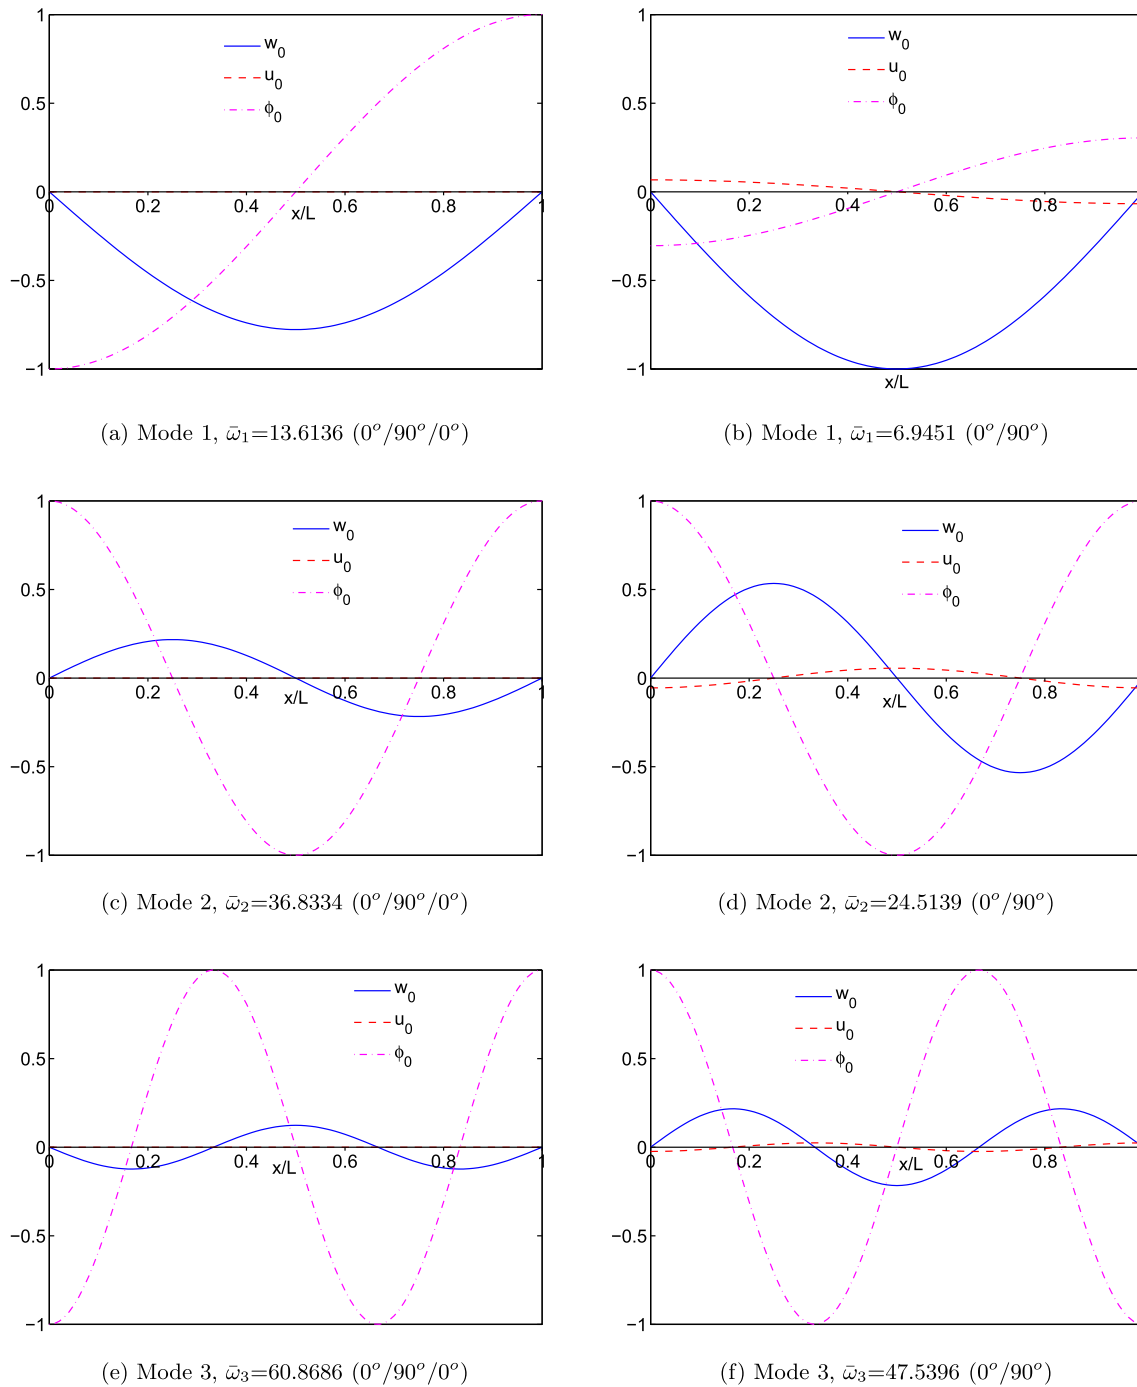 1
0.5
0
−0.5
−1
0
0.2
0.4
0.6
0.8
1
x/L
w0
u0
ϕ0
(a) Mode 1, ω̄1=13.6136 (0o/90o/0o)
1
0.5
0
−0.5
−1
0
0.2
0.4
0.6
0.8
x/L
w0
u0
ϕ0
(b) Mode 1, ω̄1=6.9451 (0o/90o)
1
0.5
0
−0.5
−1
0
0.2
0.4
0.6
0.8
1
x/L
w0
u0
ϕ0
(c) Mode 2, ω̄2=36.8334 (0o/90o/0o)
1
0.5
0
−0.5
−1
0
0.2
0.4
0.6
0.8
x/L
w0
u0
ϕ0
(d) Mode 2, ω̄2=24.5139 (0o/90o)
1
0.5
0
−0.5
−1
0
0.2
0.4
0.6
0.8
1
x/L
w0
u0
ϕ0
(e) Mode 3, ω̄3=60.8686 (0o/90o/0o)
1
0.5
0
−0.5
−1
0
0.2
0.4
0.6
0.8
x/L
w0
u0
ϕ0
(f) Mode 3, ω̄3=47.5396 (0o/90o)